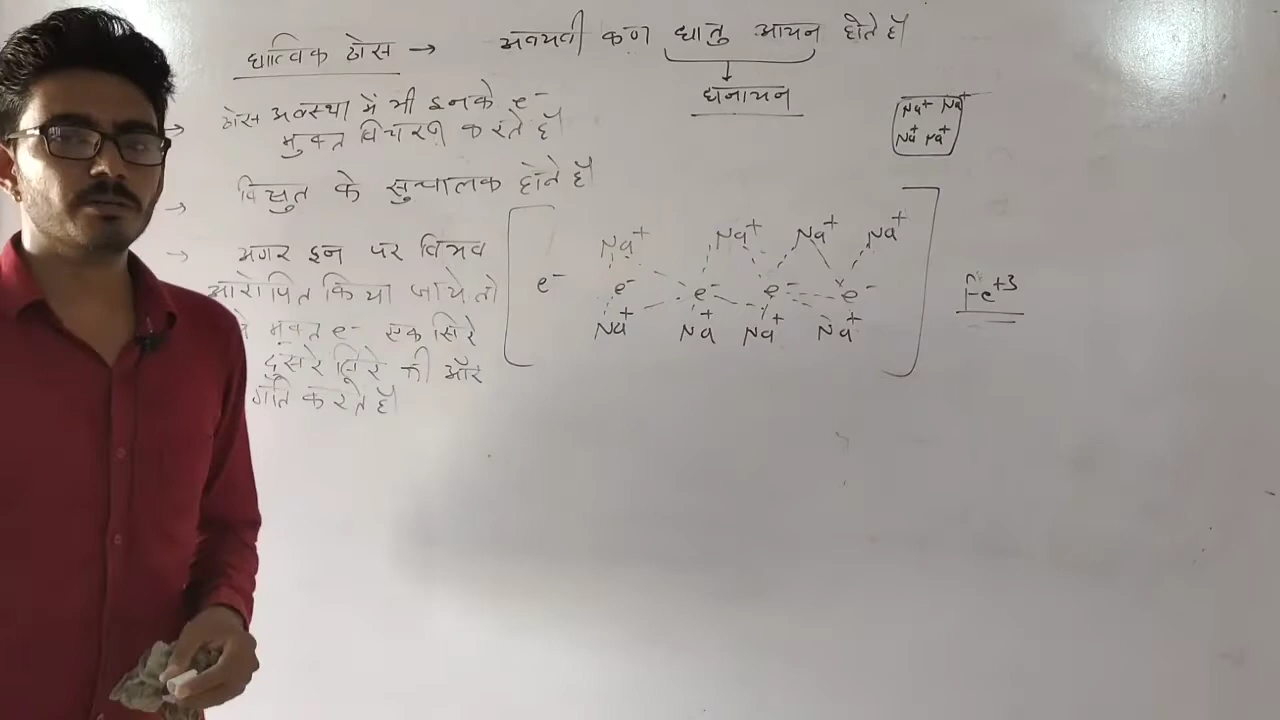 धात्विक ठोस → अवयवी कण धातु आयन होते हैं
धनायन
→ ठोस अवस्था में भी इनके e⁻
मुक्त विचरण करते हैं
→ विद्युत के सुचालक होते हैं
→ अगर इन पर विभव
आरोपित किया जाये तो
मुक्त e⁻ एक सिरे
दूसरे सिरे की ओर
गति करते हैं
Na⁺ Na⁺
Na⁺ Na⁺
Na⁺ Na⁺ Na⁺ Na⁺
e⁻ e⁻ e⁻ e⁻ e⁻
Na⁺ Na⁺ Na⁺ Na⁺
Fe⁺³